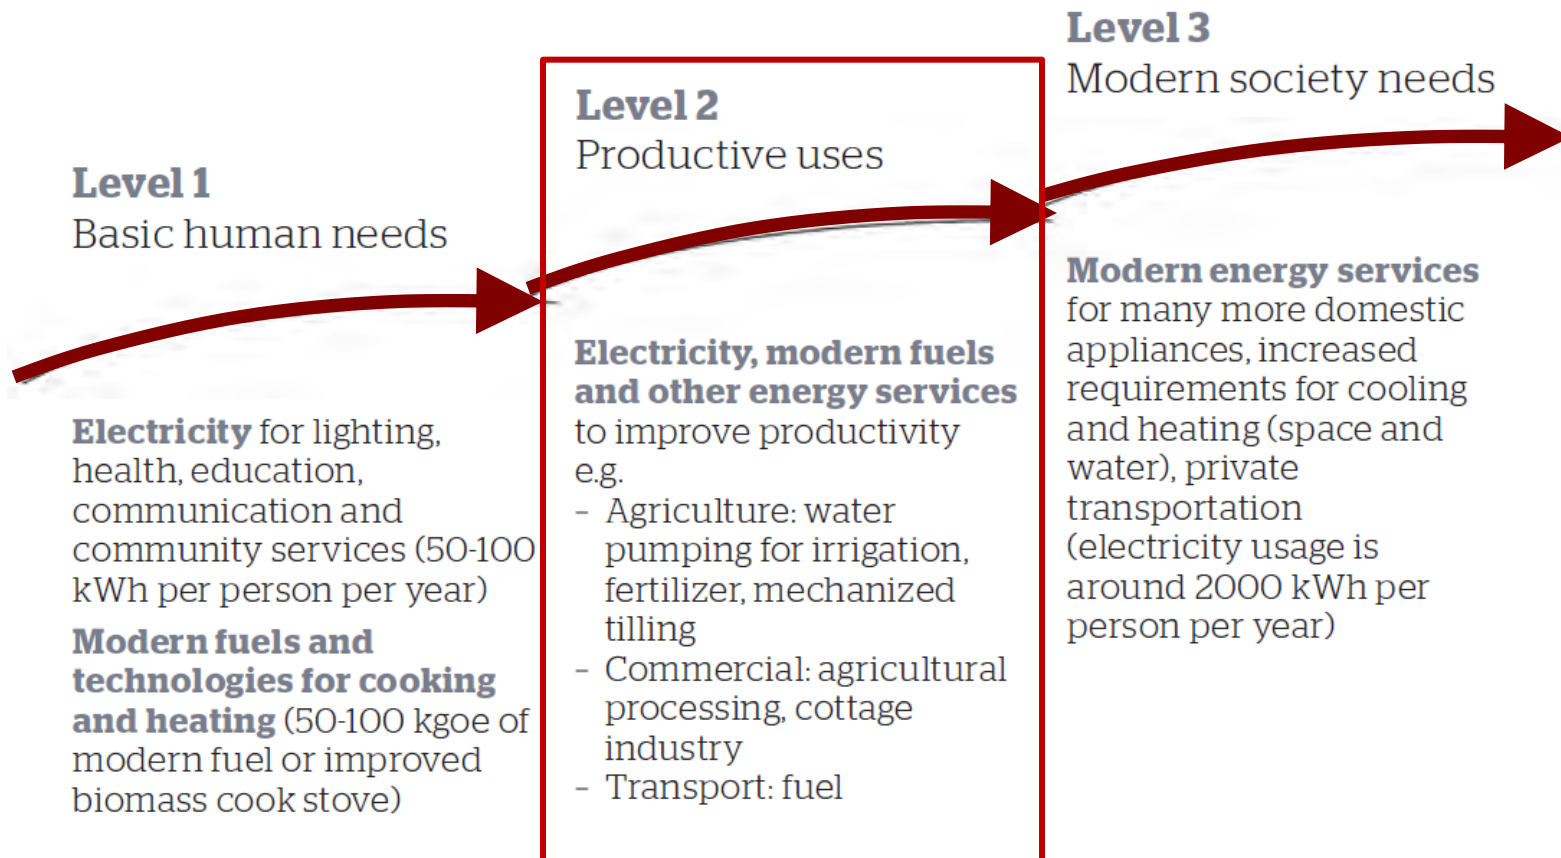 Level 1
Basic human needs
Electricity for lighting,
health, education,
communication and
community services (50-100
kWh per person per year)
Modern fuels and
technologies for cooking
and heating (50-100 kgoe of
modern fuel or improved
biomass cook stove)
Level 2
Productive uses
Electricity, modern fuels
and other energy services
to improve productivity
e.g.
- Agriculture: water
pumping for irrigation,
fertilizer, mechanized
tilling
- Commercial: agricultural
processing, cottage
industry
- Transport: fuel
Level 3
Modern society needs
Modern energy services
for many more domestic
appliances, increased
requirements for cooling
and heating (space and
water), private
transportation
(electricity usage is
around 2000 kWh per
person per year)